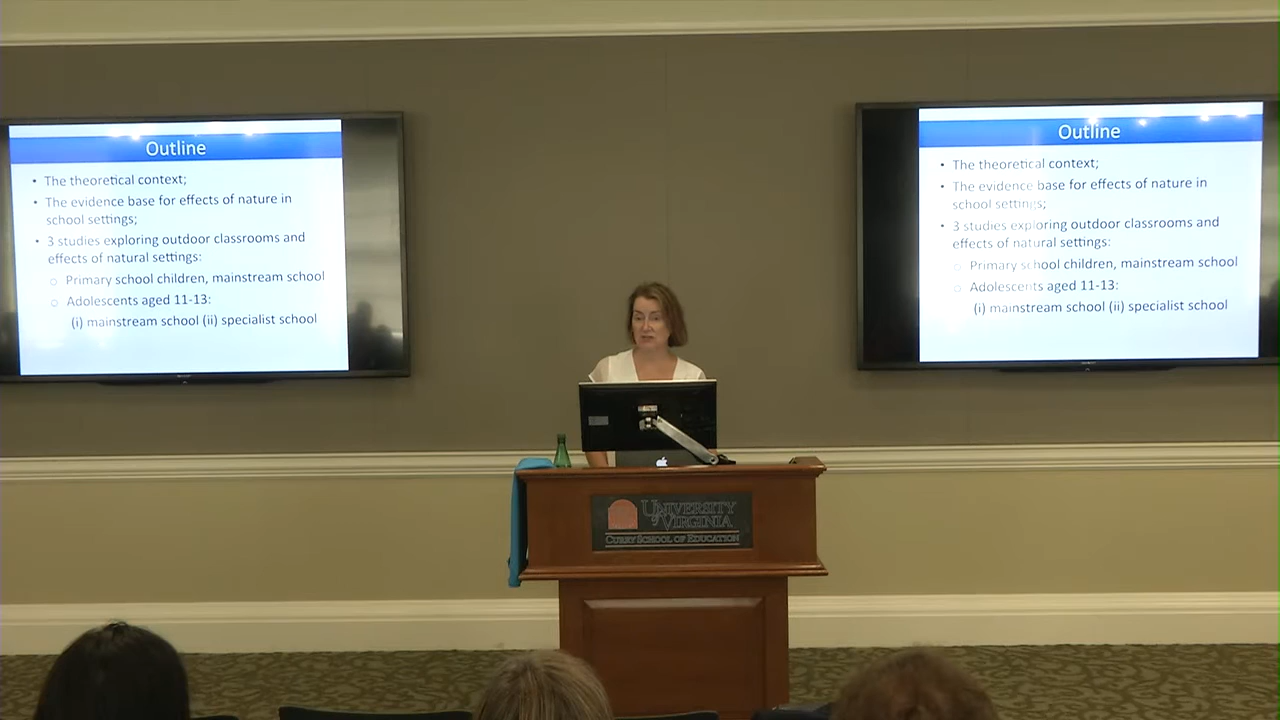 Outline
• The theoretical context;
• The evidence base for effects of nature in
school settings;
• 3 studies exploring outdoor classrooms and
effects of natural settings:
○ Primary school children, mainstream school
○ Adolescents aged 11-13:
(i) mainstream school (ii) specialist school
Outline
• The theoretical context;
• The evidence base for effects of nature in
school settings;
• 3 studies exploring outdoor classrooms and
effects of natural settings:
○ Primary school children, mainstream school
○ Adolescents aged 11-13:
(i) mainstream school (ii) specialist school
UNIVERSITY
of VIRGINIA
CURRY SCHOOL OF EDUCATION